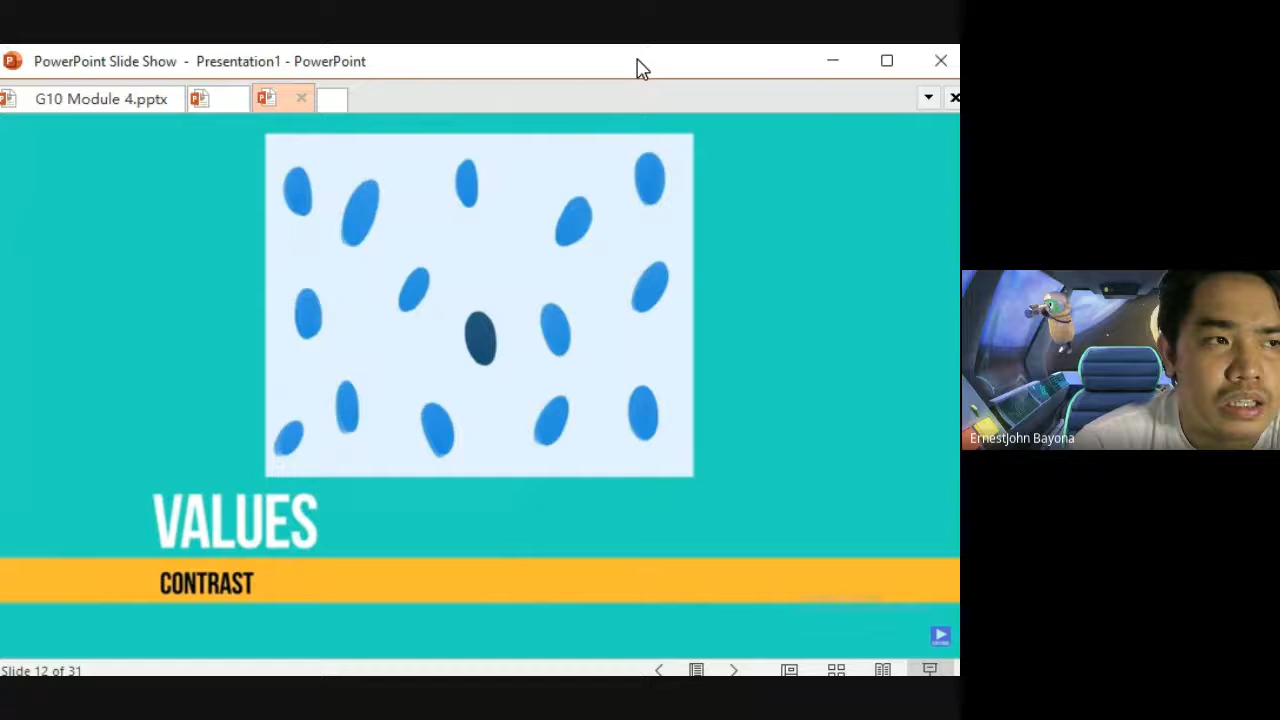 PowerPoint Slide Show - Presentation1 - PowerPoint
G10 Module 4.pptx
VALUES
CONTRAST
ErnestJohn Bayona
Slide 12 of 31